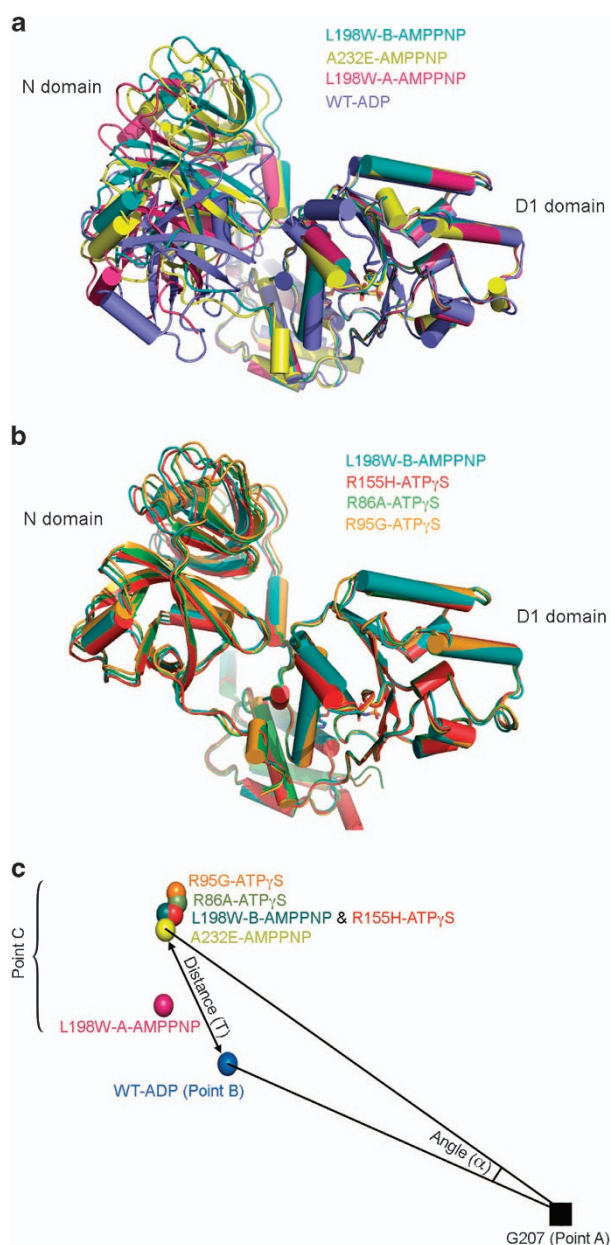 a
L198W-B-AMPPNP
A232E-AMPPNP
L198W-A-AMPPNP
WT-ADP
N domain
D1 domain
b
L198W-B-AMPPNP
R155H-ATPγS
R86A-ATPγS
R95G-ATPγS
N domain
D1 domain
c
R95G-ATPγS
R86A-ATPγS
L198W-B-AMPPNP & R155H-ATPγS
A232E-AMPPNP
Point C
Distance (T)
L198W-A-AMPPNP
WT-ADP (Point B)
Angle (α)
G207 (Point A)